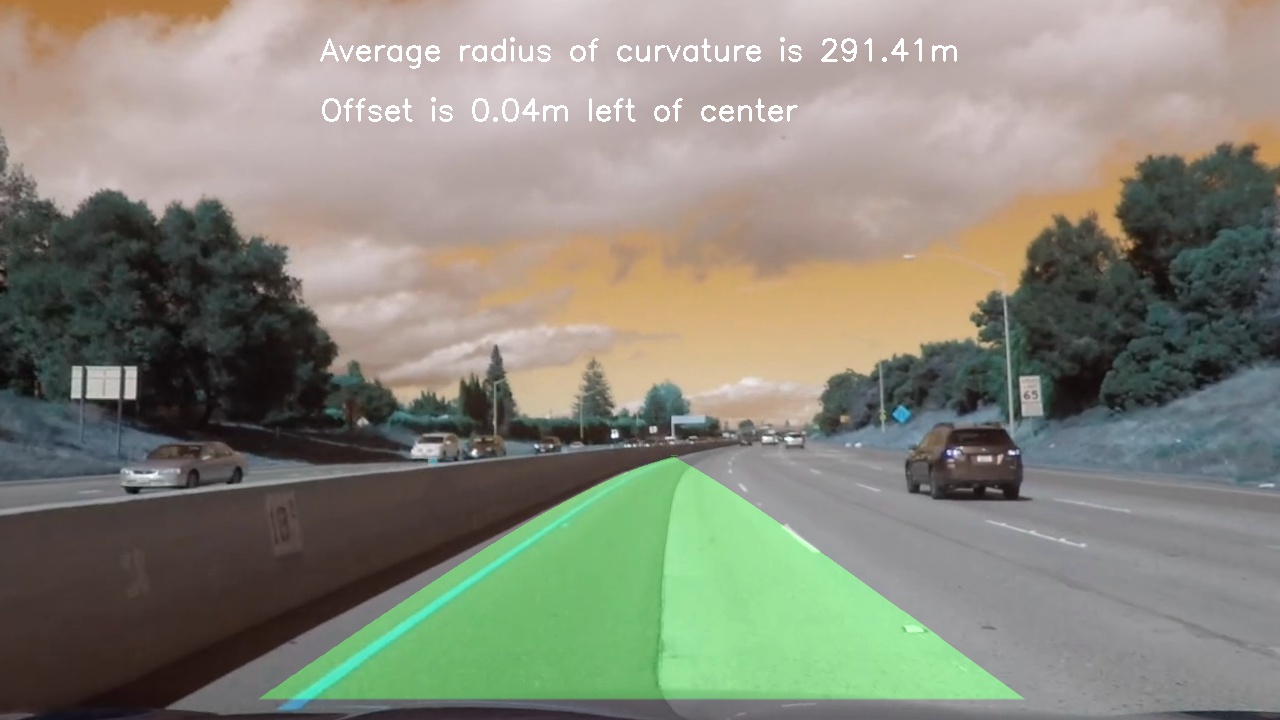 Average radius of curvature is 291.41m
Offset is 0.04m left of center
65